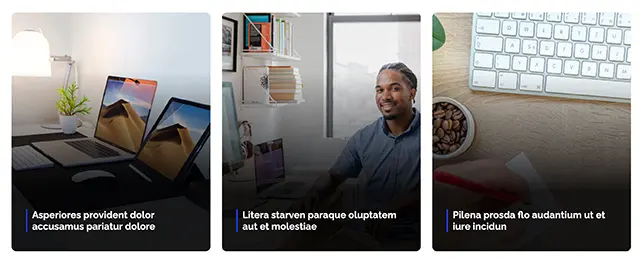 Asperiores provident dolor
accusamus pariatur dolore
Litera starven paraque oluptatem
aut et molestiae
Pilena prosda flo audantium ut et
iure incidun